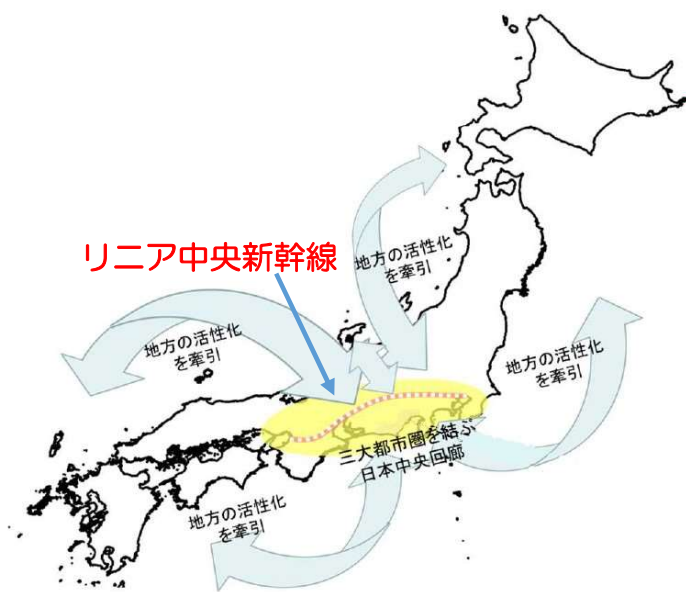 リニア中央新幹線
地方の活性化
を牽引
地方の活性化
を牽引
地方の活性化
を牽引
三大都市圏を結ぶ
日本中央回廊
地方の活性化
を牽引